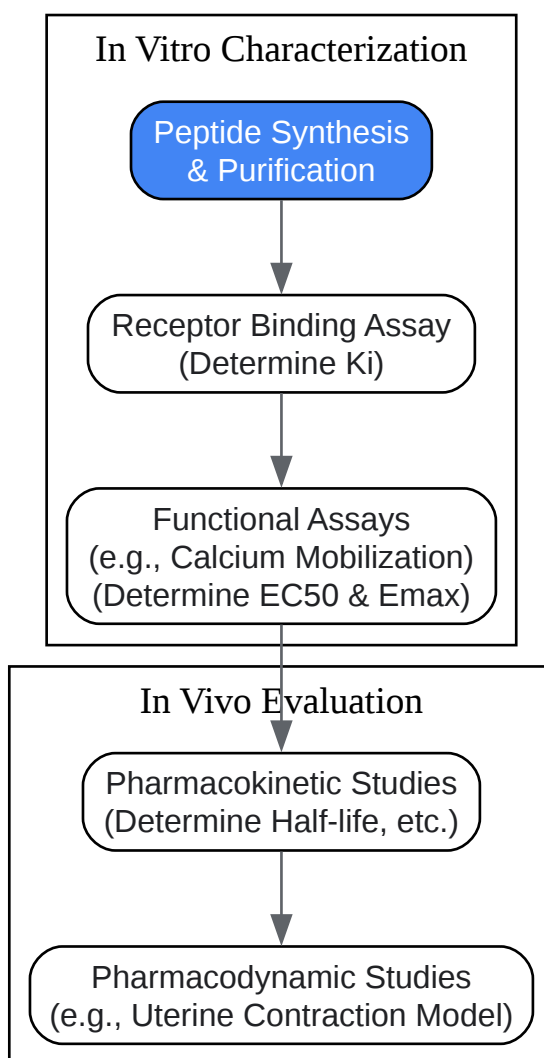 In Vitro Characterization
Peptide Synthesis
& Purification
Receptor Binding Assay
(Determine Ki)
Functional Assays
(e.g., Calcium Mobilization)
(Determine EC50 & Emax)
In Vivo Evaluation
Pharmacokinetic Studies
(Determine Half-life, etc.)
Pharmacodynamic Studies
(e.g., Uterine Contraction Model)